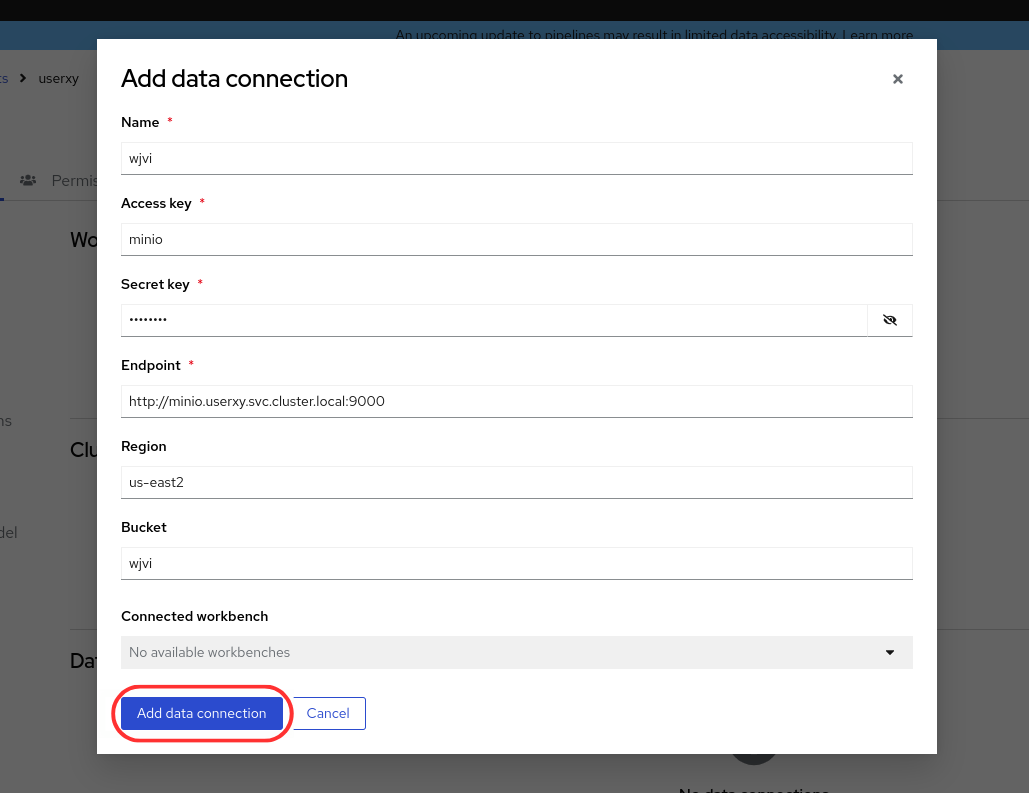 An upcoming update to pipelines may result in limited data accessibility. Learn more
userxy
Add data connection
Name *
wjvi
Permis
Access key *
minio
Wo
Secret key *
••••••••
Endpoint *
http://minio.userxy.svc.cluster.local:9000
ns
Clu
Region
us-east2
Bucket
del
wjvi
Connected workbench
No available workbenches
Dat
Add data connection
Cancel
No data connections